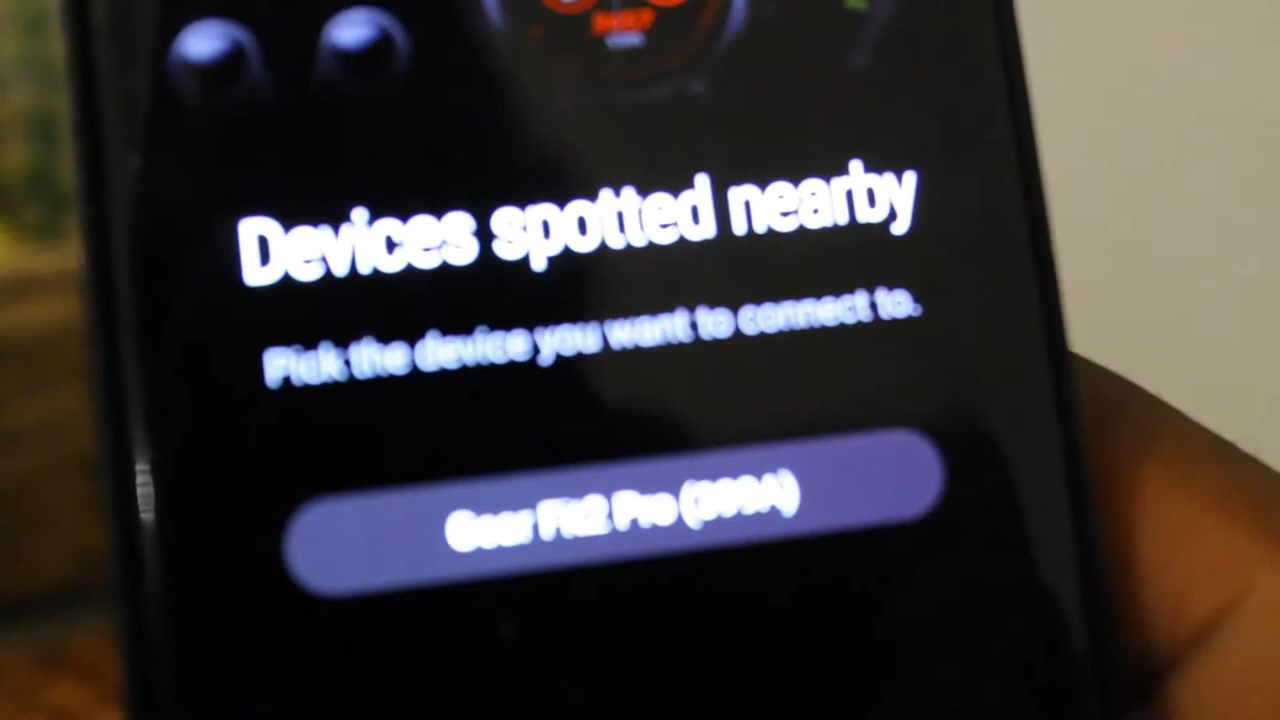 Devices spotted nearby
Pick the device you want to connect to.
Gear Fit2 Pro